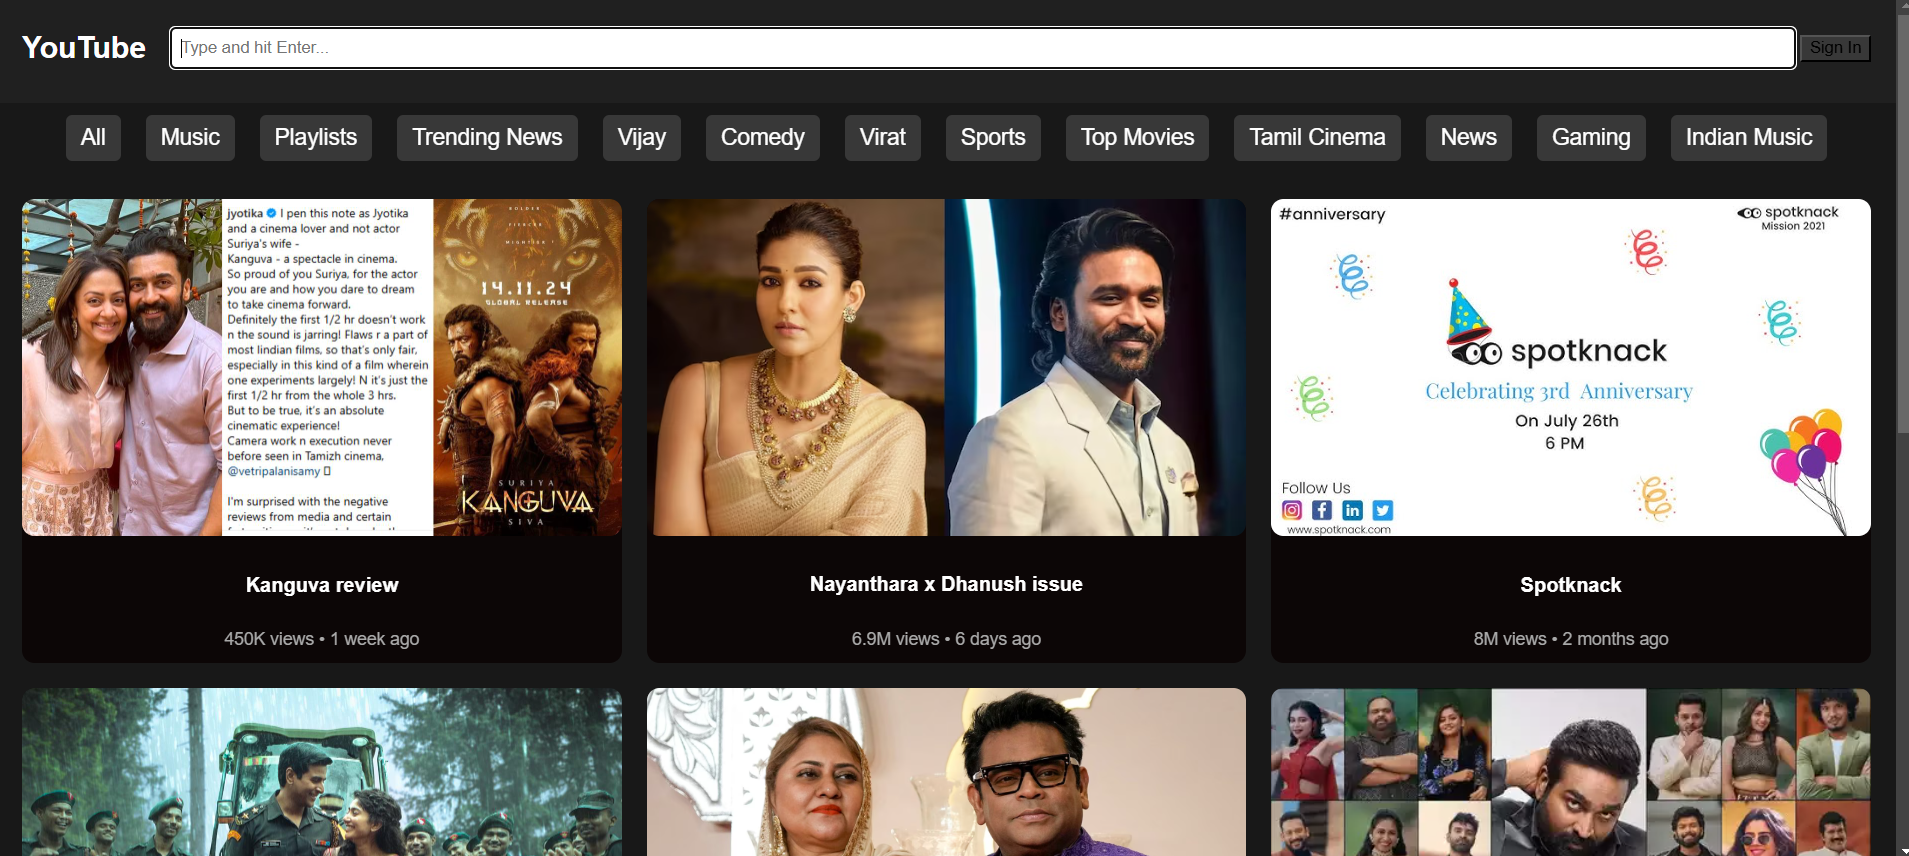 YouTube
Type and hit Enter...
Sign In
All
Music
Playlists
Trending News
Vijay
Comedy
Virat
Sports
Top Movies
Tamil Cinema
News
Gaming
Indian Music
jyotika I pen this note as Jyotika
and a cinema lover and not actor
Suriya's wife -
Kanguva - a spectacle in cinema.
So proud of you Suriya, for the actor
you are and how you dare to dream
to take cinema forward.
Definitely the first 1/2 hr doesn't work
n the sound is jarring! Flaws r a part of
most Iindian films, so that's only fair,
especially in this kind of a film wherein
one experiments largely! N it's just the
first 1/2 hr from the whole 3 hrs.
But to be true, it's an absolute
cinematic experience!
Camera work n execution never
before seen in Tamizh cinema,
@vetripalanisamy
I'm surprised with the negative
reviews from media and certain
BOLDER
FIERCER
MIGHTIER
14.11.24
GLOBAL RELEASE
SURIYA
KANGUVA
SIVA
#anniversary
spotknack
Mission 2021
spotknack
Celebrating 3rd Anniversary
On July 26th
6 PM
Follow Us
www.spotknack.com
Kanguva review
450K views • 1 week ago
Nayanthara x Dhanush issue
6.9M views • 6 days ago
Spotknack
8M views • 2 months ago